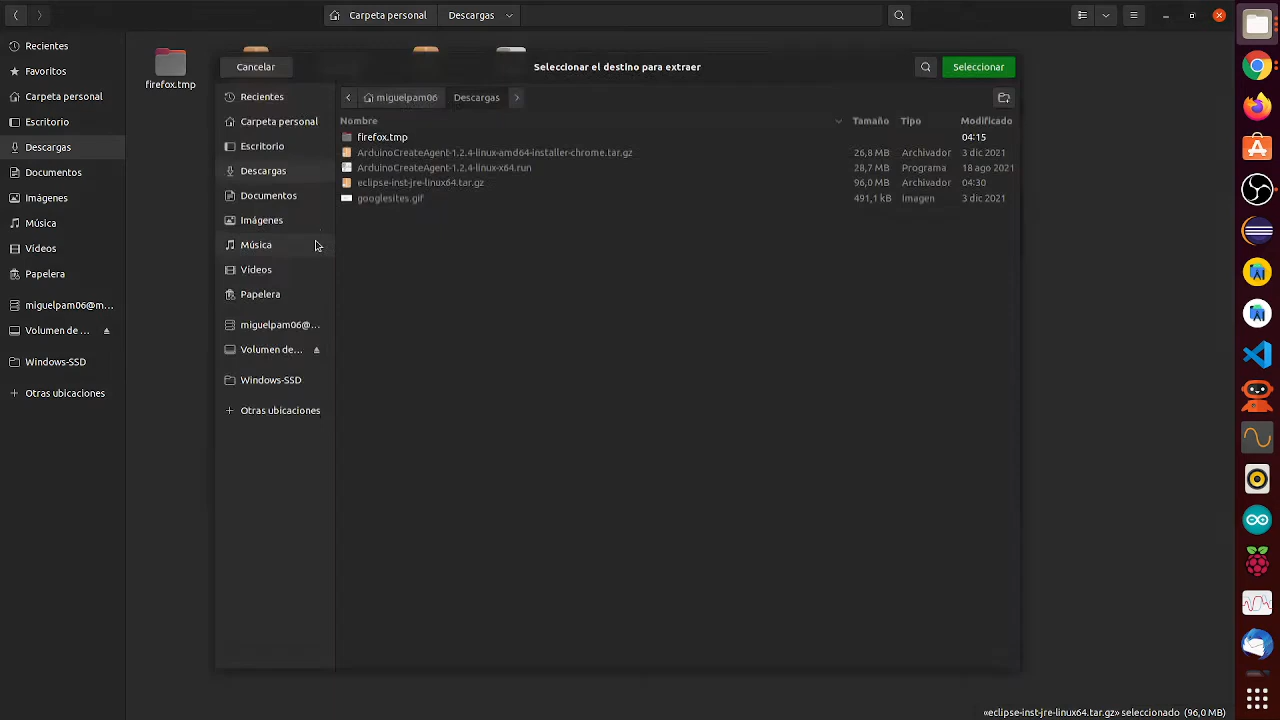 Carpeta personal
Descargas
Recientes
Favoritos
Carpeta personal
Escritorio
Descargas
Documentos
Imágenes
Música
Vídeos
Papelera
miguelpam06@m...
Volumen de ...
Windows-SSD
Otras ubicaciones
firefox.tmp
Cancelar
Seleccionar el destino para extraer
Seleccionar
Recientes
Carpeta personal
Escritorio
Descargas
Documentos
Imágenes
Música
Vídeos
Papelera
miguelpam06@...
Volumen de...
Windows-SSD
Otras ubicaciones
miguelpam06
Descargas
Nombre Tamaño Tipo Modificado
firefox.tmp 04:15
ArduinoCreateAgent-1.2.4-linux-amd64-installer-chrome.tar.gz 26,8 MB Archivador 3 dic 2021
ArduinoCreateAgent-1.2.4-linux-x64.run 28,7 MB Programa 18 ago 2021
eclipse-inst-jre-linux64.tar.gz 96,0 MB Archivador 04:30
googlesites.gif 491,1 kB Imagen 3 dic 2021
«eclipse-inst-jre-linux64.tar.gz» seleccionado (96,0 MB)